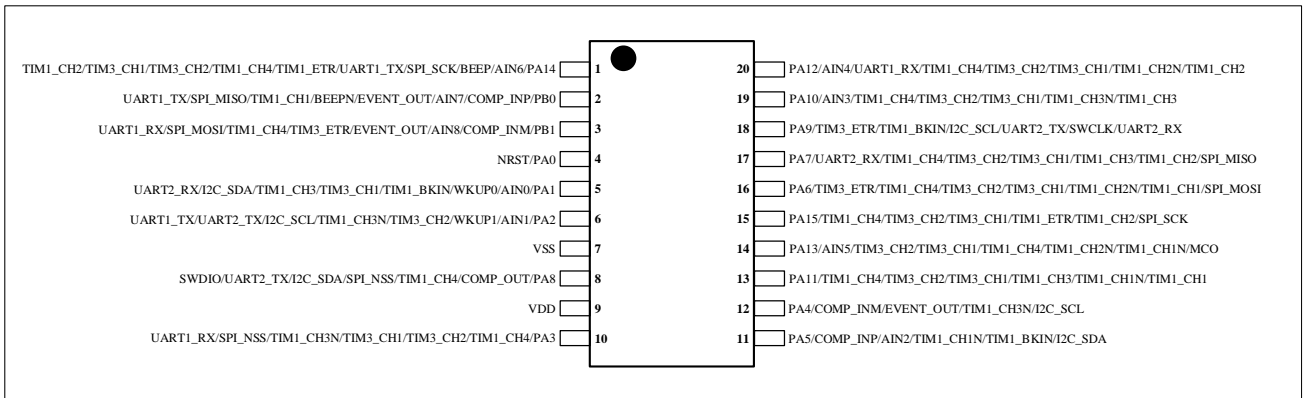 TIM1_CH2/TIM3_CH1/TIM3_CH2/TIM1_CH4/TIM1_ETR/UART1_TX/SPI_SCK/BEEP/AIN6/PA14 1 20 PA12/AIN4/UART1_RX/TIM1_CH4/TIM3_CH2/TIM3_CH1/TIM1_CH2N/TIM1_CH2
UART1_TX/SPI_MISO/TIM1_CH1/BEEPN/EVENT_OUT/AIN7/COMP_INP/PB0 2 19 PA10/AIN3/TIM1_CH4/TIM3_CH2/TIM3_CH1/TIM1_CH3N/TIM1_CH3
UART1_RX/SPI_MOSI/TIM1_CH4/TIM3_ETR/EVENT_OUT/AIN8/COMP_INM/PB1 3 18 PA9/TIM3_ETR/TIM1_BKIN/I2C_SCL/UART2_TX/SWCLK/UART2_RX
NRST/PA0 4 17 PA7/UART2_RX/TIM1_CH4/TIM3_CH2/TIM3_CH1/TIM1_CH3/TIM1_CH2/SPI_MISO
UART2_RX/I2C_SDA/TIM1_CH3/TIM3_CH1/TIM1_BKIN/WKUP0/AIN0/PA1 5 16 PA6/TIM3_ETR/TIM1_CH4/TIM3_CH2/TIM3_CH1/TIM1_CH2N/TIM1_CH1/SPI_MOSI
UART1_TX/UART2_TX/I2C_SCL/TIM1_CH3N/TIM3_CH2/WKUP1/AIN1/PA2 6 15 PA15/TIM1_CH4/TIM3_CH2/TIM3_CH1/TIM1_ETR/TIM1_CH2/SPI_SCK
VSS 7 14 PA13/AIN5/TIM3_CH2/TIM3_CH1/TIM1_CH4/TIM1_CH2N/TIM1_CH1N/MCO
SWDIO/UART2_TX/I2C_SDA/SPI_NSS/TIM1_CH4/COMP_OUT/PA8 8 13 PA11/TIM1_CH4/TIM3_CH2/TIM3_CH1/TIM1_CH3/TIM1_CH1N/TIM1_CH1
VDD 9 12 PA4/COMP_INM/EVENT_OUT/TIM1_CH3N/I2C_SCL
UART1_RX/SPI_NSS/TIM1_CH3N/TIM3_CH1/TIM3_CH2/TIM1_CH4/PA3 10 11 PA5/COMP_INP/AIN2/TIM1_CH1N/TIM1_BKIN/I2C_SDA